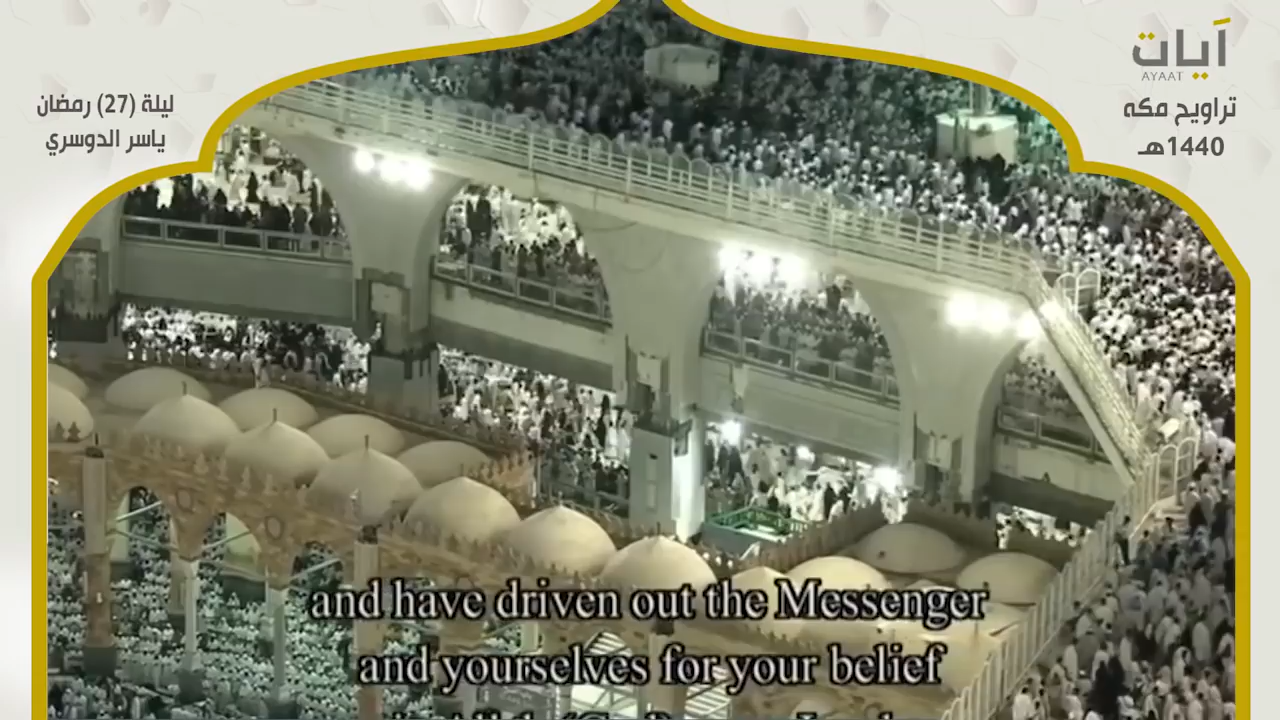 آيات
AYAAT
تراويح مكه
1440هـ
ليلة (27) رمضان
ياسر الدوسري
and have driven out the Messenger
and yourselves for your belief